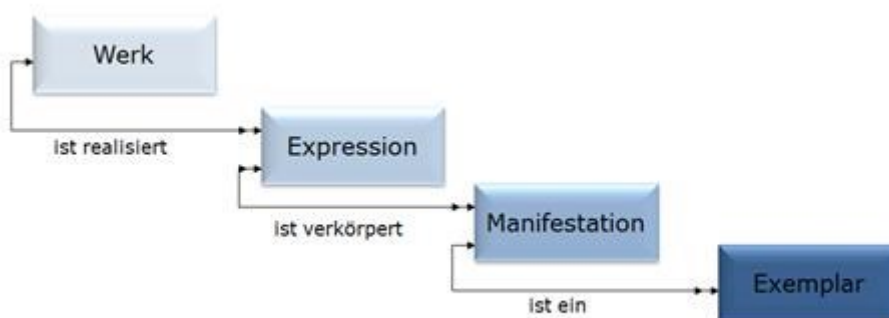 Werk
ist realisiert
Expression
ist verkörpert
Manifestation
ist ein
Exemplar